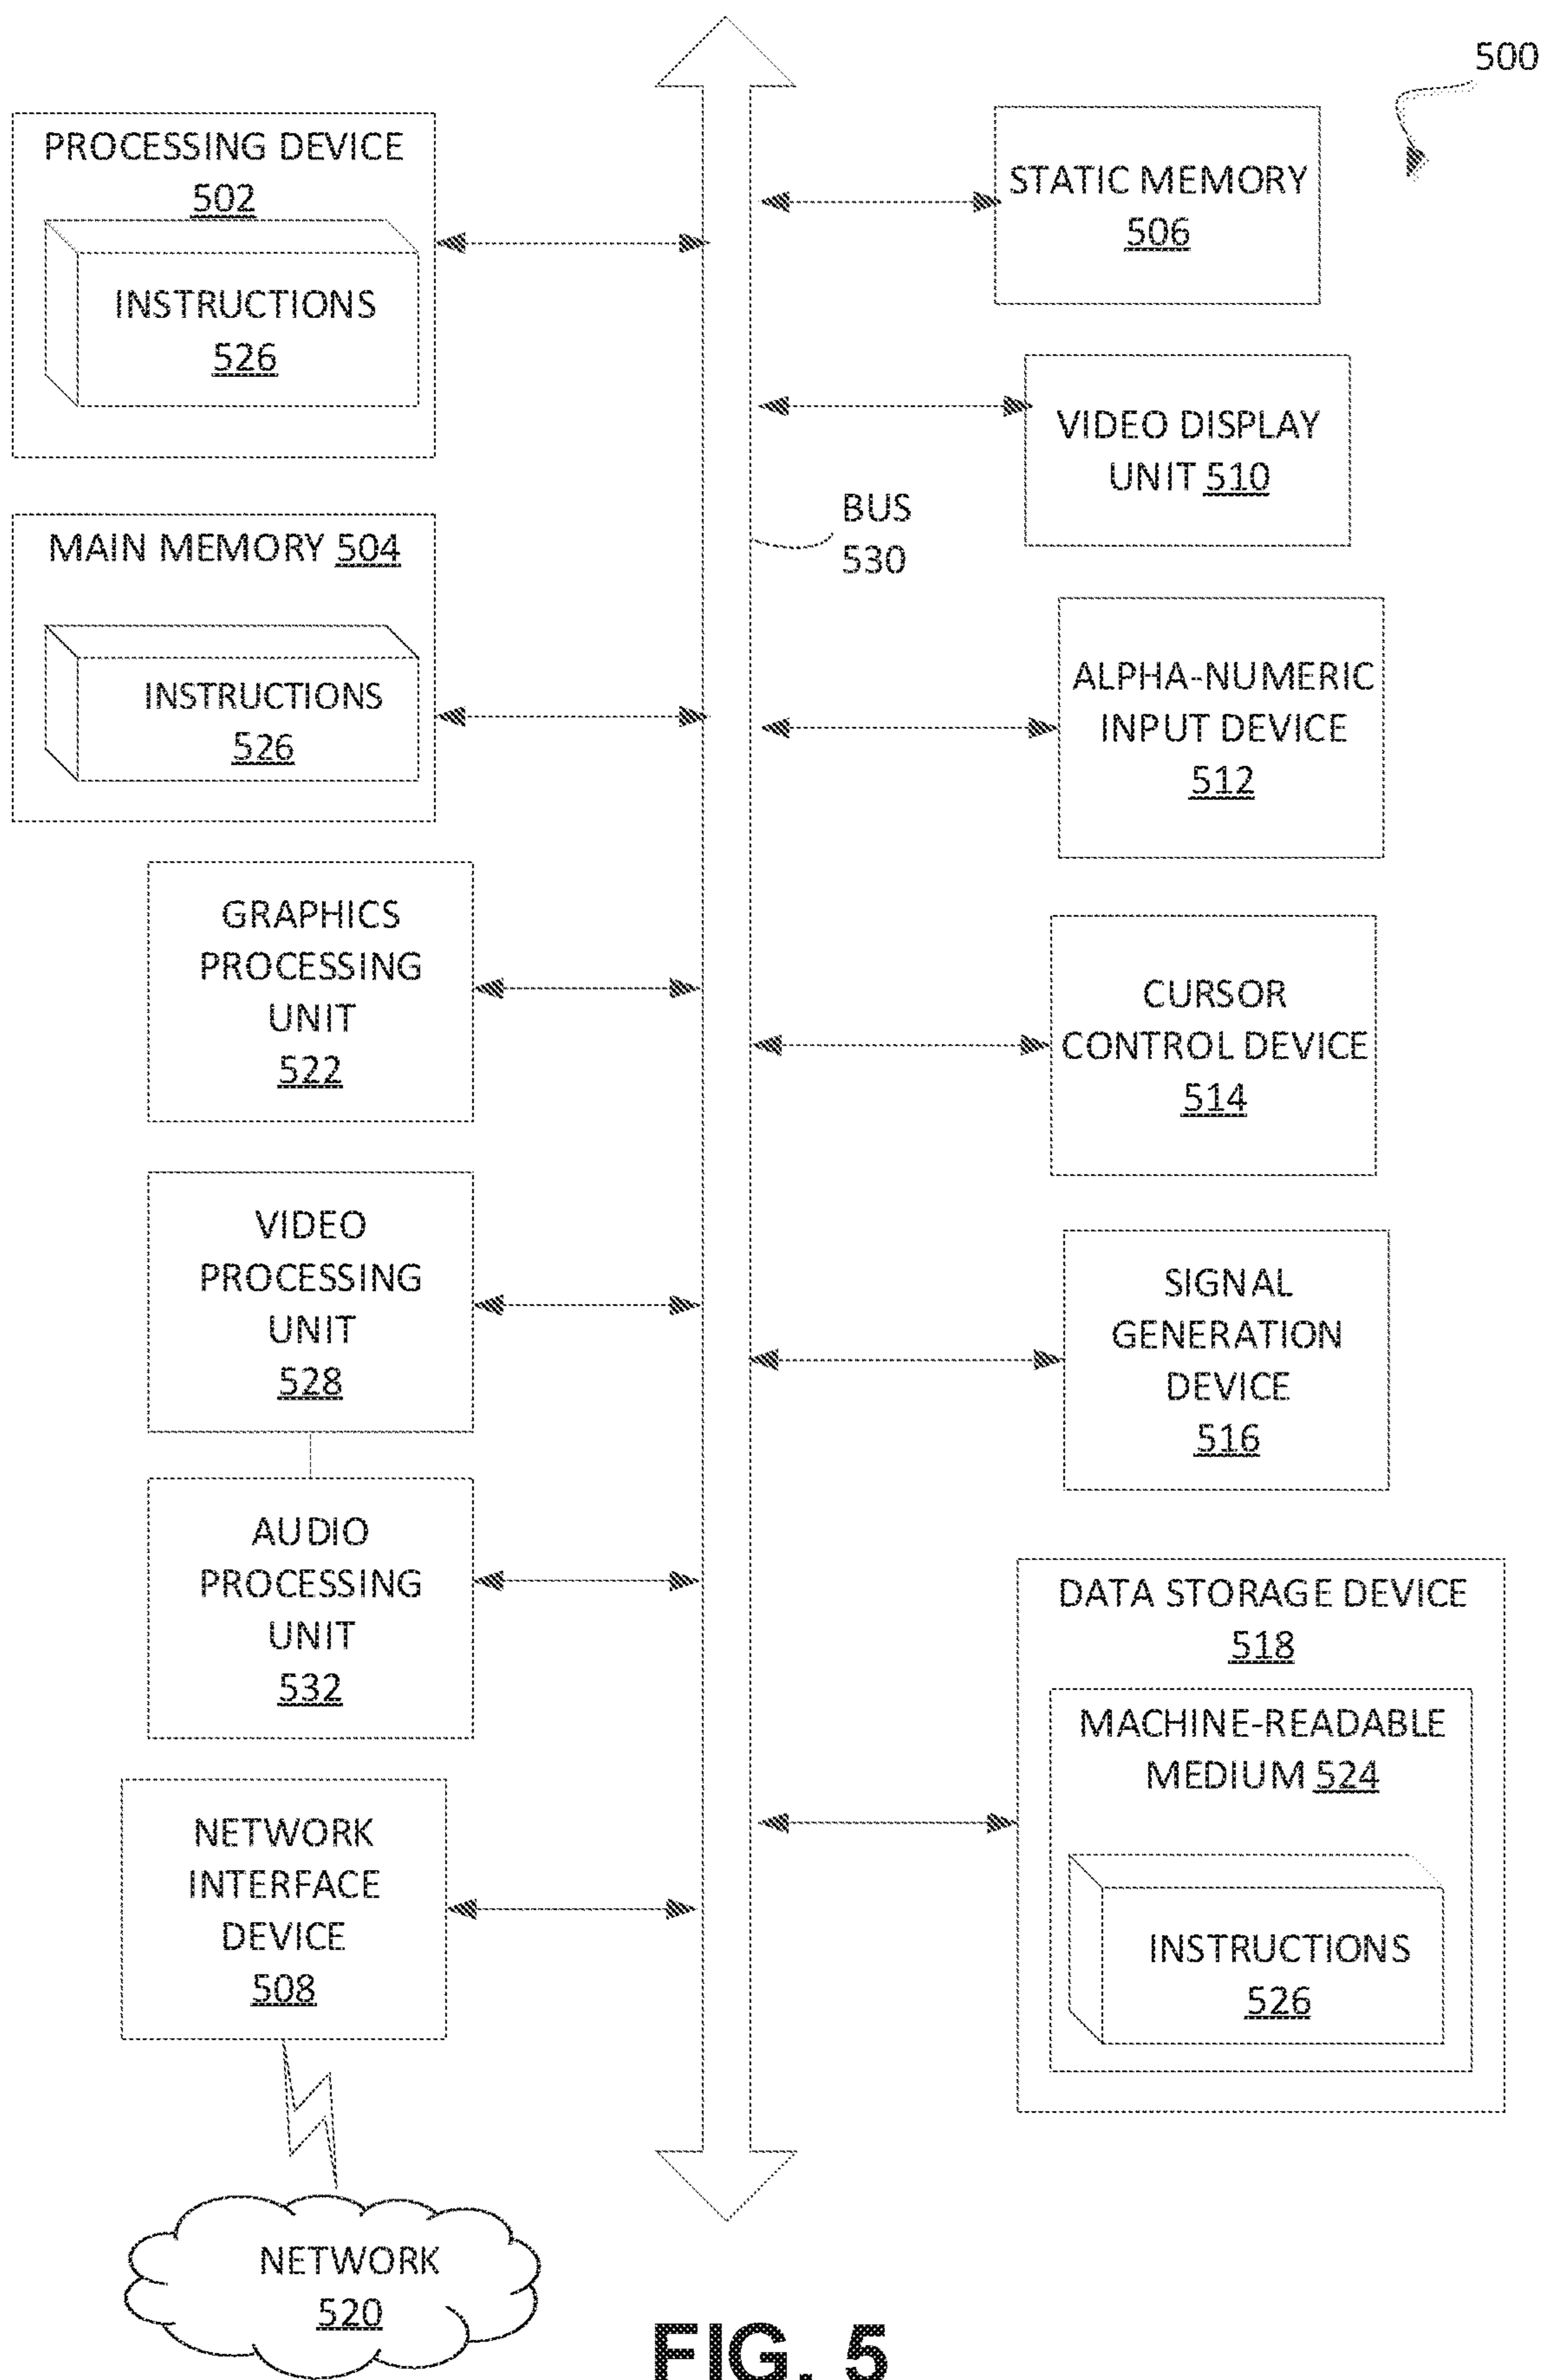 500
PROCESSING DEVICE
502
INSTRUCTIONS
526
MAIN MEMORY 504
INSTRUCTIONS
526
GRAPHICS
PROCESSING
UNIT
522
VIDEO
PROCESSING
UNIT
528
AUDIO
PROCESSING
UNIT
532
NETWORK
INTERFACE
DEVICE
508
NETWORK
520
BUS
530
STATIC MEMORY
506
VIDEO DISPLAY
UNIT 510
ALPHA-NUMERIC
INPUT DEVICE
512
CURSOR
CONTROL DEVICE
514
SIGNAL
GENERATION
DEVICE
516
DATA STORAGE DEVICE
518
MACHINE-READABLE
MEDIUM 524
INSTRUCTIONS
526
FIG. 5